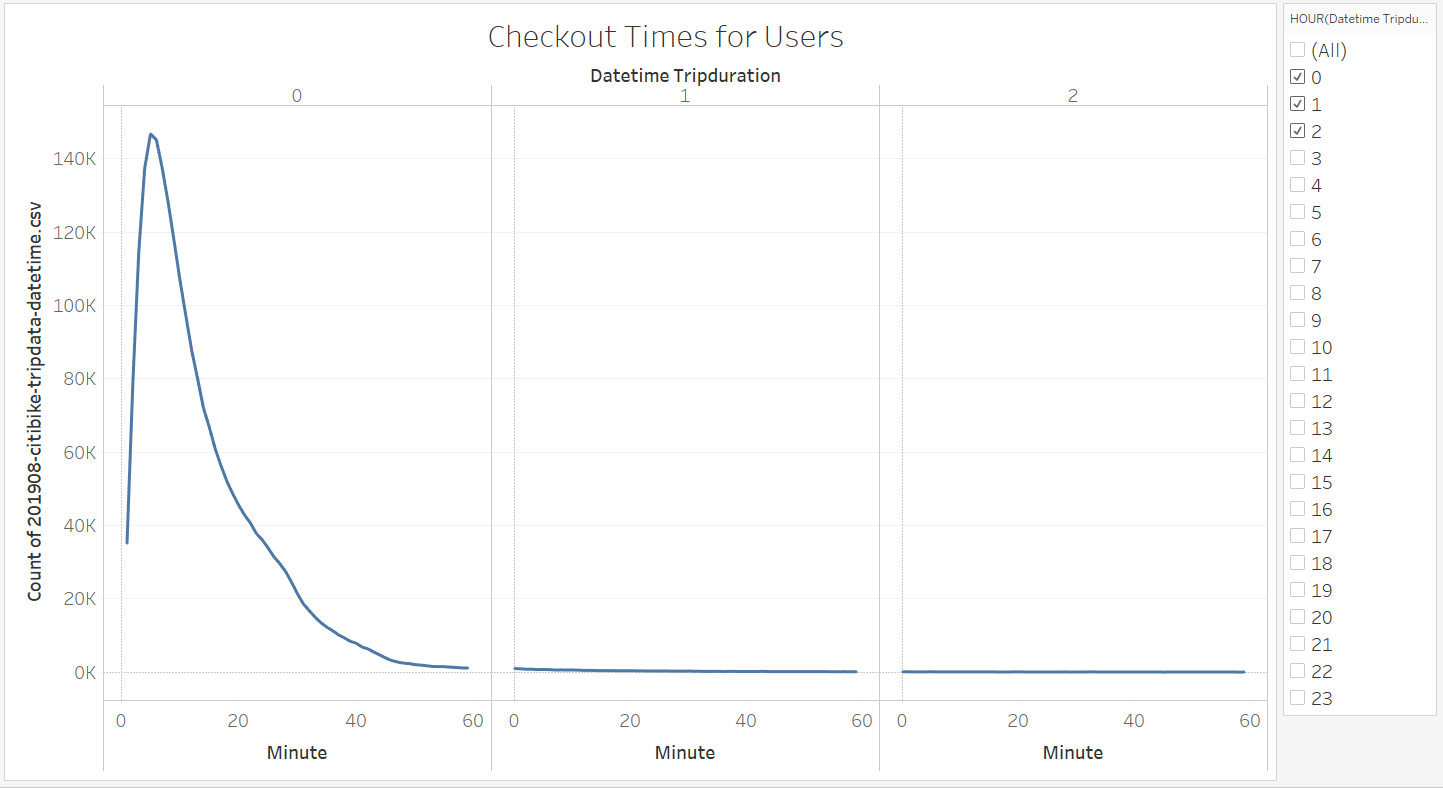 Checkout Times for Users
Datetime Tripduration
0 1 2
Count of 201908-citibike-tripdata-datetime.csv
140K
120K
100K
80K
60K
40K
20K
0K
0 20 40 60 0 20 40 60 0 20 40 60
Minute Minute Minute
HOUR(Datetime Tripdu...
(All)
0
1
2
3
4
5
6
7
8
9
10
11
12
13
14
15
16
17
18
19
20
21
22
23